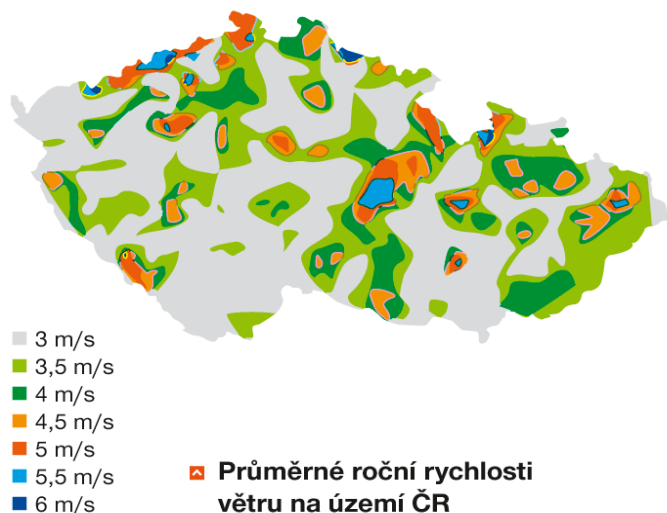 3 m/s
3,5 m/s
4 m/s
4,5 m/s
5 m/s
5,5 m/s
6 m/s
Průměrné roční rychlosti
větru na území ČR